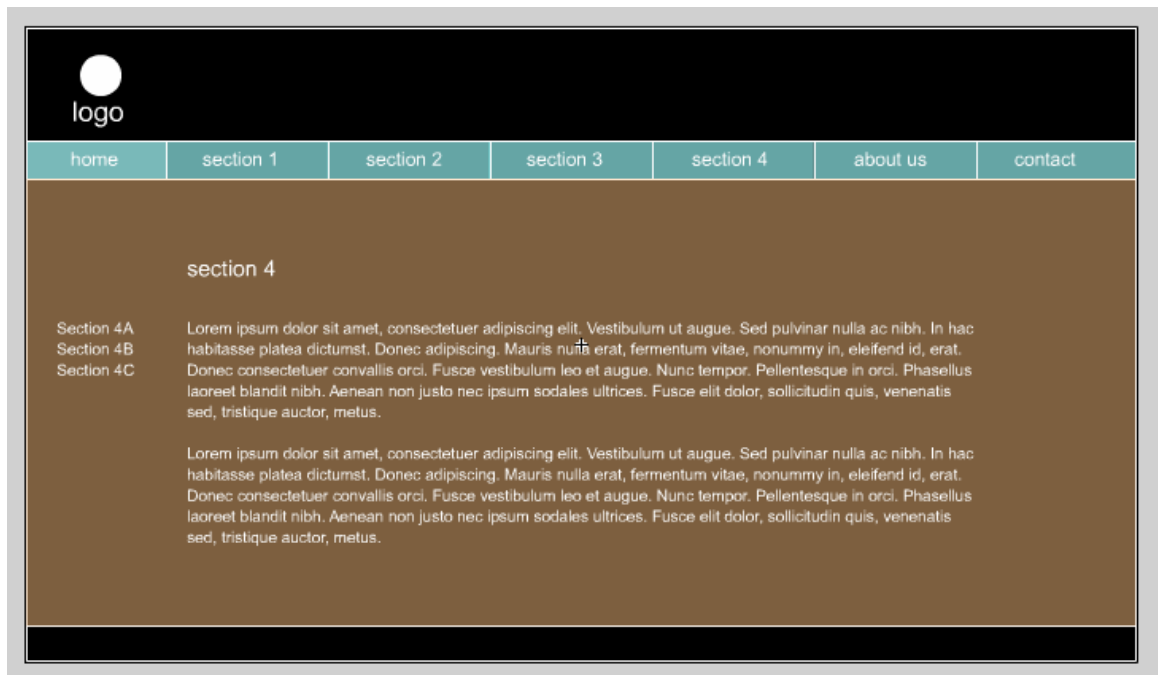 logo
home section 1 section 2 section 3 section 4 about us contact
section 4
Section 4A
Section 4B
Section 4C
Lorem ipsum dolor sit amet, consectetuer adipiscing elit. Vestibulum ut augue. Sed pulvinar nulla ac nibh. In hac
habitasse platea dictumst. Donec adipiscing. Mauris nulla erat, fermentum vitae, nonummy in, eleifend id, erat.
Donec consectetuer convallis orci. Fusce vestibulum leo et augue. Nunc tempor. Pellentesque in orci. Phasellus
laoreet blandit nibh. Aenean non justo nec ipsum sodales ultrices. Fusce elit dolor, sollicitudin quis, venenatis
sed, tristique auctor, metus.
Lorem ipsum dolor sit amet, consectetuer adipiscing elit. Vestibulum ut augue. Sed pulvinar nulla ac nibh. In hac
habitasse platea dictumst. Donec adipiscing. Mauris nulla erat, fermentum vitae, nonummy in, eleifend id, erat.
Donec consectetuer convallis orci. Fusce vestibulum leo et augue. Nunc tempor. Pellentesque in orci. Phasellus
laoreet blandit nibh. Aenean non justo nec ipsum sodales ultrices. Fusce elit dolor, sollicitudin quis, venenatis
sed, tristique auctor, metus.